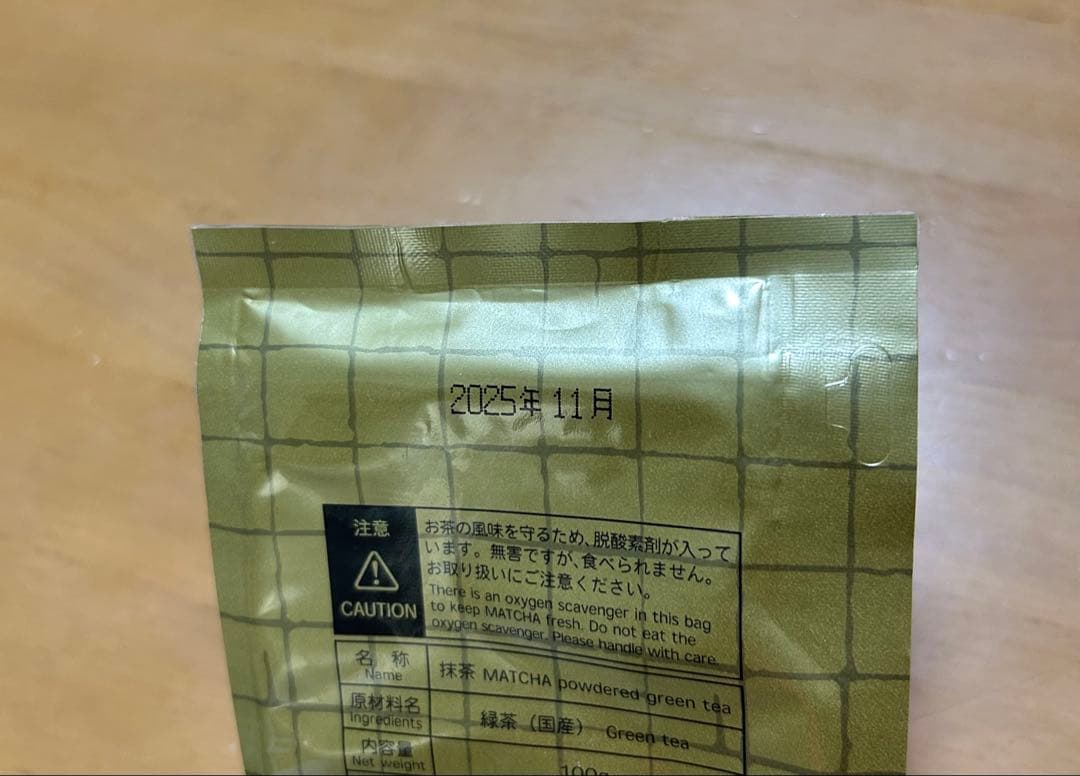 2025年11月
注意
CAUTION
お茶の風味を守るため、脱酸素剤が入って
います。無害ですが、食べられません。
お取り扱いにご注意ください。
There is an oxygen scavenger in this bag
to keep MATCHA fresh. Do not eat the
oxygen scavenger. Please handle with care.
名 称
Name
抹茶 MATCHA powdered green tea
原材料名
Ingredients
緑茶（国産） Green tea
内容量
Net weight
100g